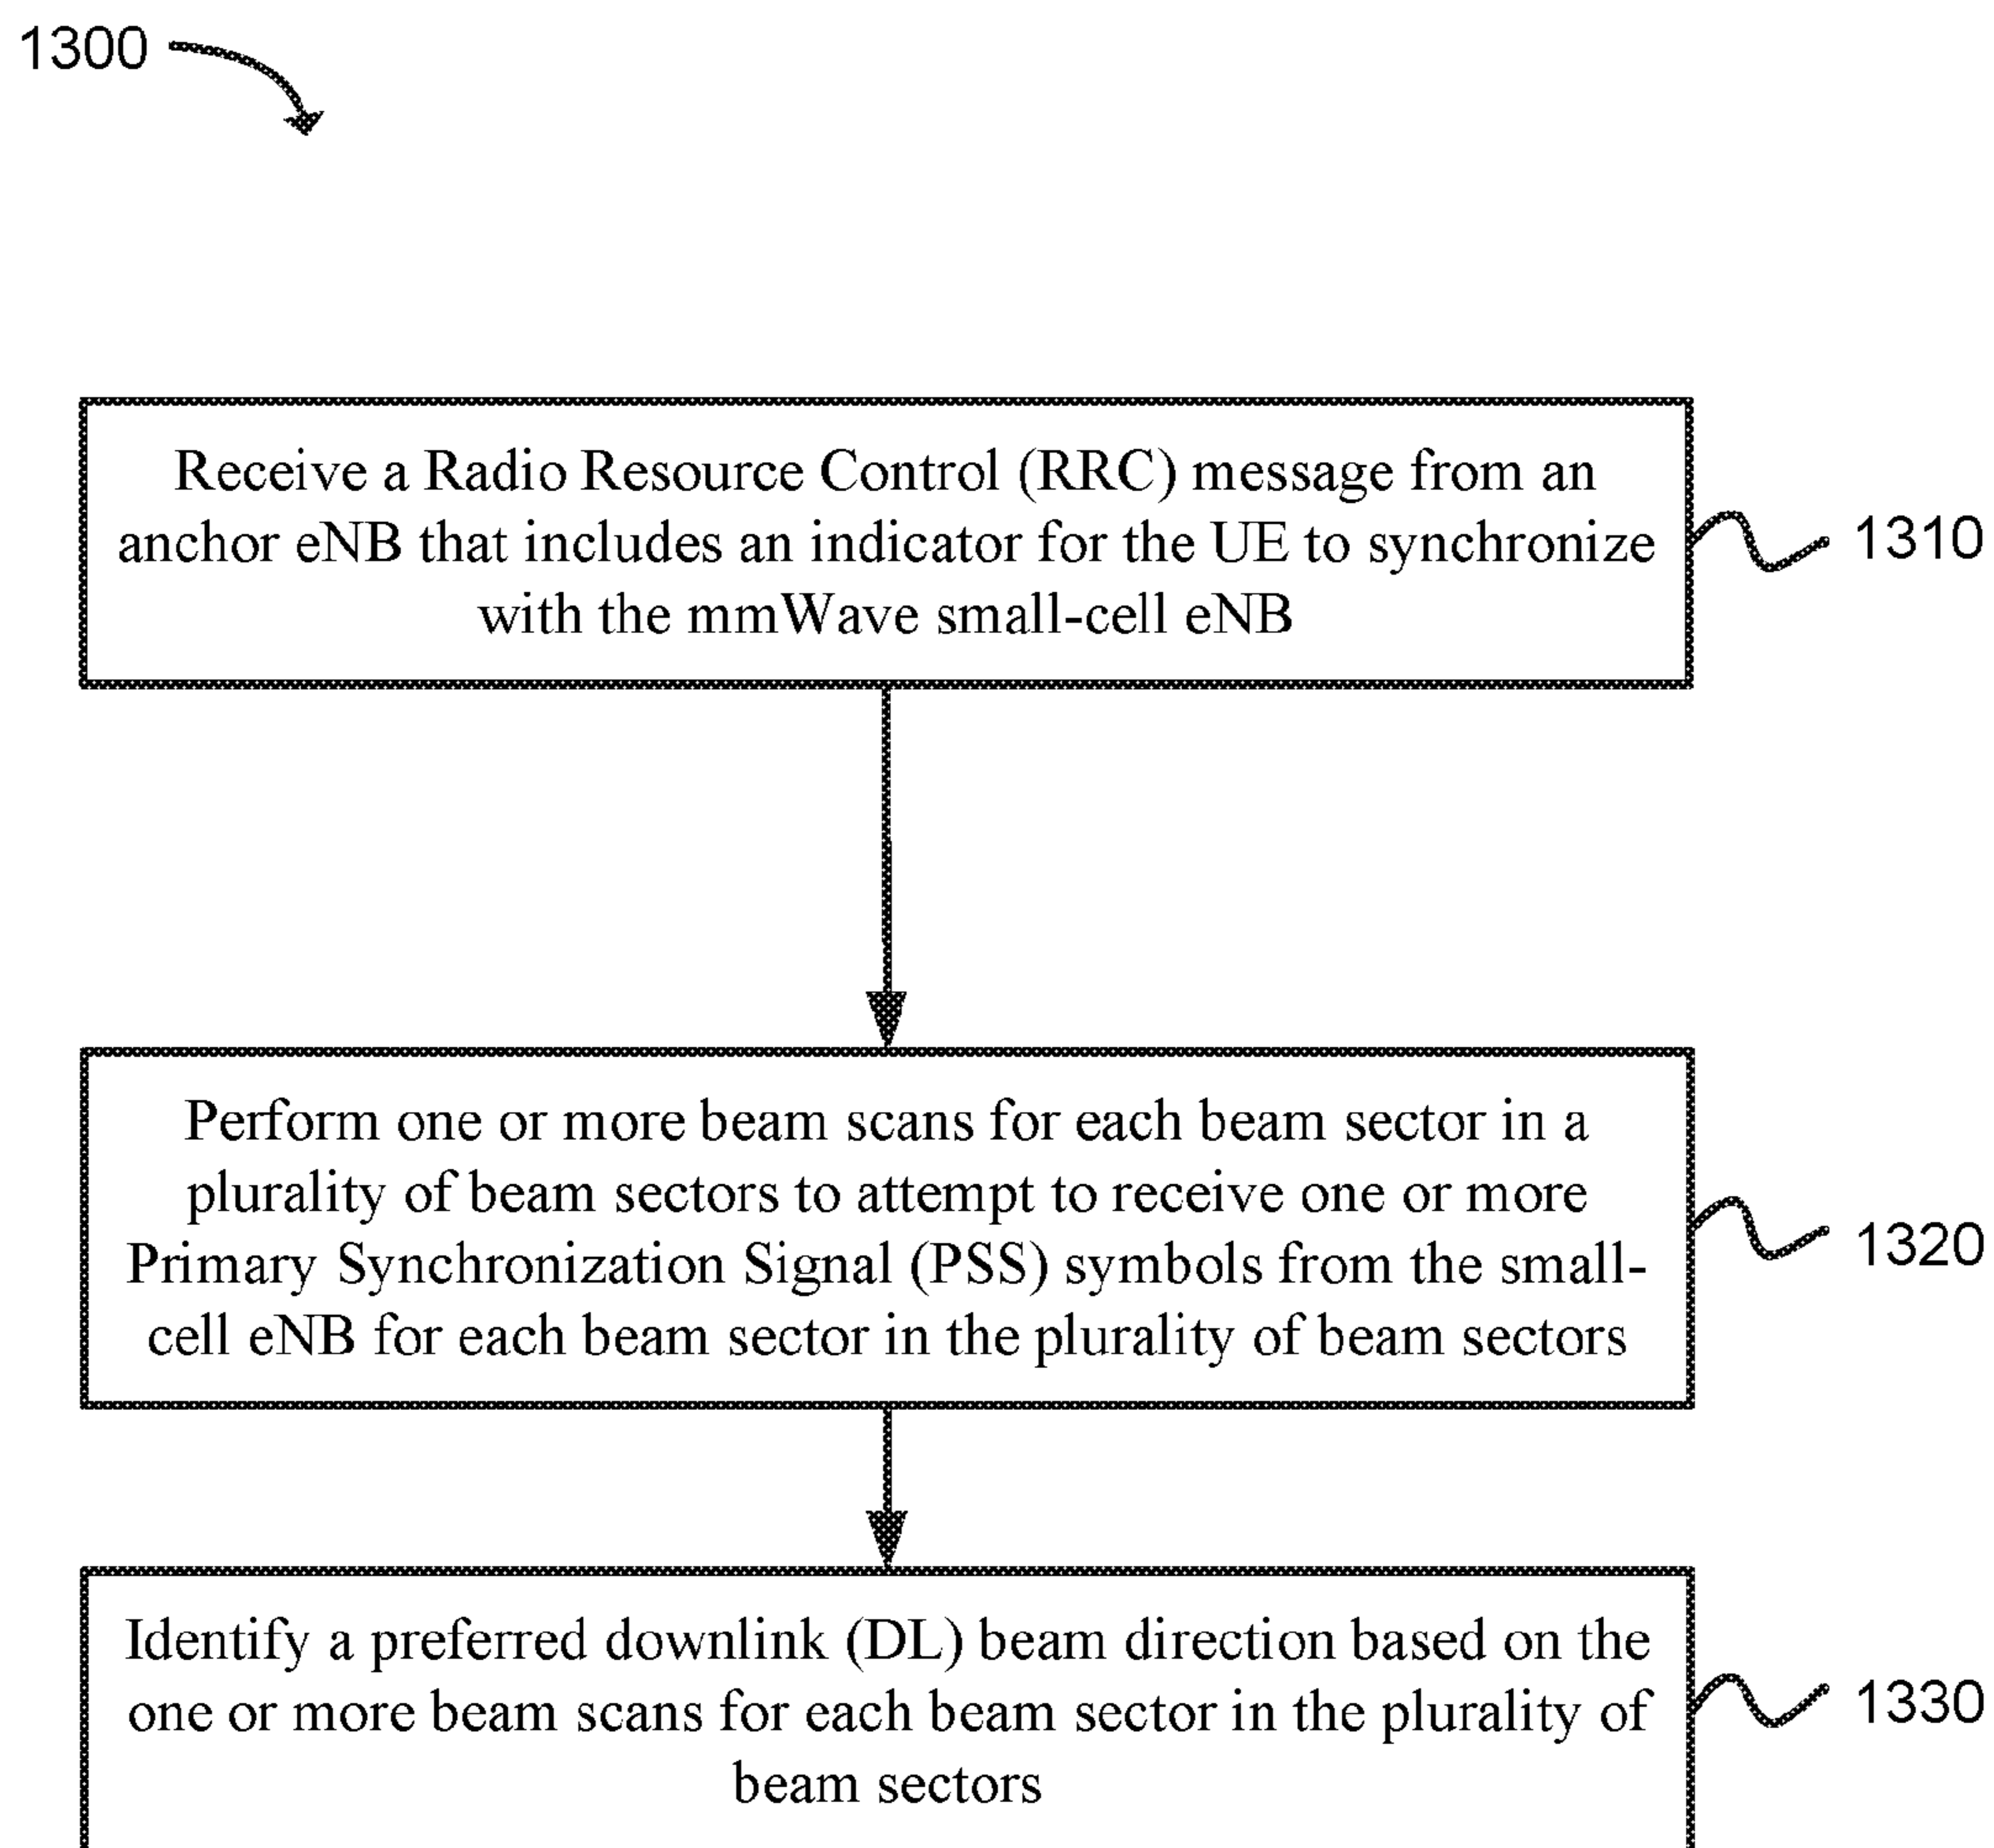 1300
Receive a Radio Resource Control (RRC) message from an
anchor eNB that includes an indicator for the UE to synchronize
with the mmWave small-cell eNB
1310
Perform one or more beam scans for each beam sector in a
plurality of beam sectors to attempt to receive one or more
Primary Synchronization Signal (PSS) symbols from the small-
cell eNB for each beam sector in the plurality of beam sectors
1320
Identify a preferred downlink (DL) beam direction based on the
one or more beam scans for each beam sector in the plurality of
beam sectors
1330